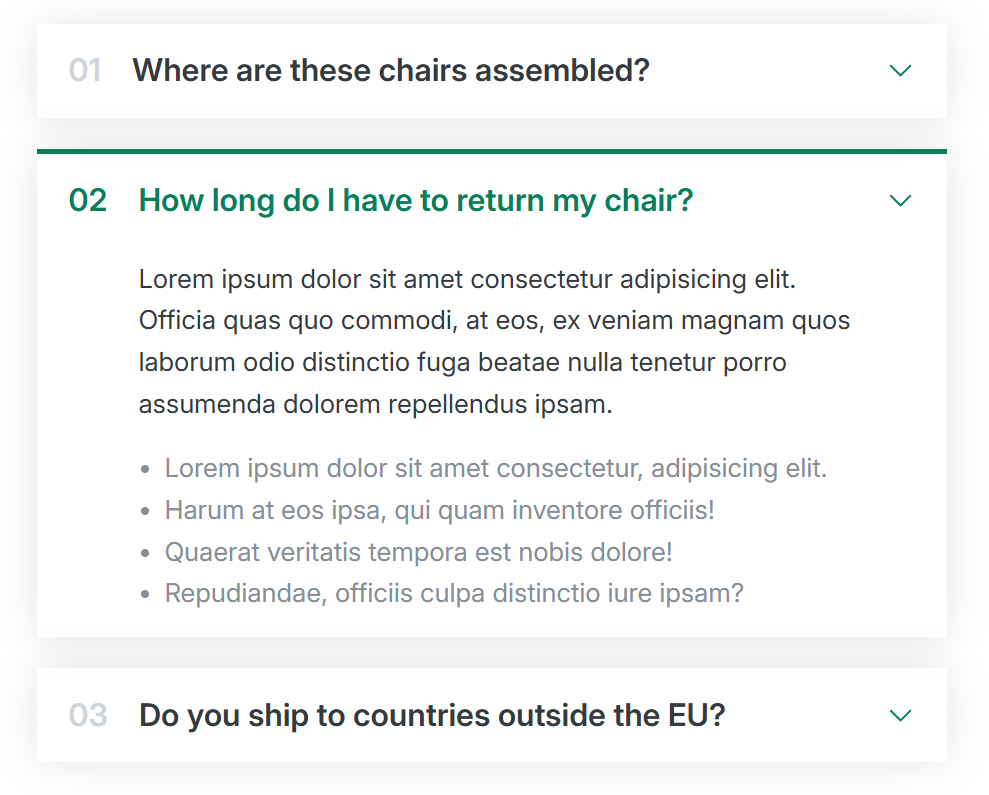 01 Where are these chairs assembled?
02 How long do I have to return my chair?
Lorem ipsum dolor sit amet consectetur adipisicing elit.
Officia quas quo commodi, at eos, ex veniam magnam quos
laborum odio distinctio fuga beatae nulla tenetur porro
assumenda dolorem repellendus ipsam.
• Lorem ipsum dolor sit amet consectetur, adipisicing elit.
• Harum at eos ipsa, qui quam inventore officiis!
• Quaerat veritatis tempora est nobis dolore!
• Repudiandae, officiis culpa distinctio iure ipsam?
03 Do you ship to countries outside the EU?